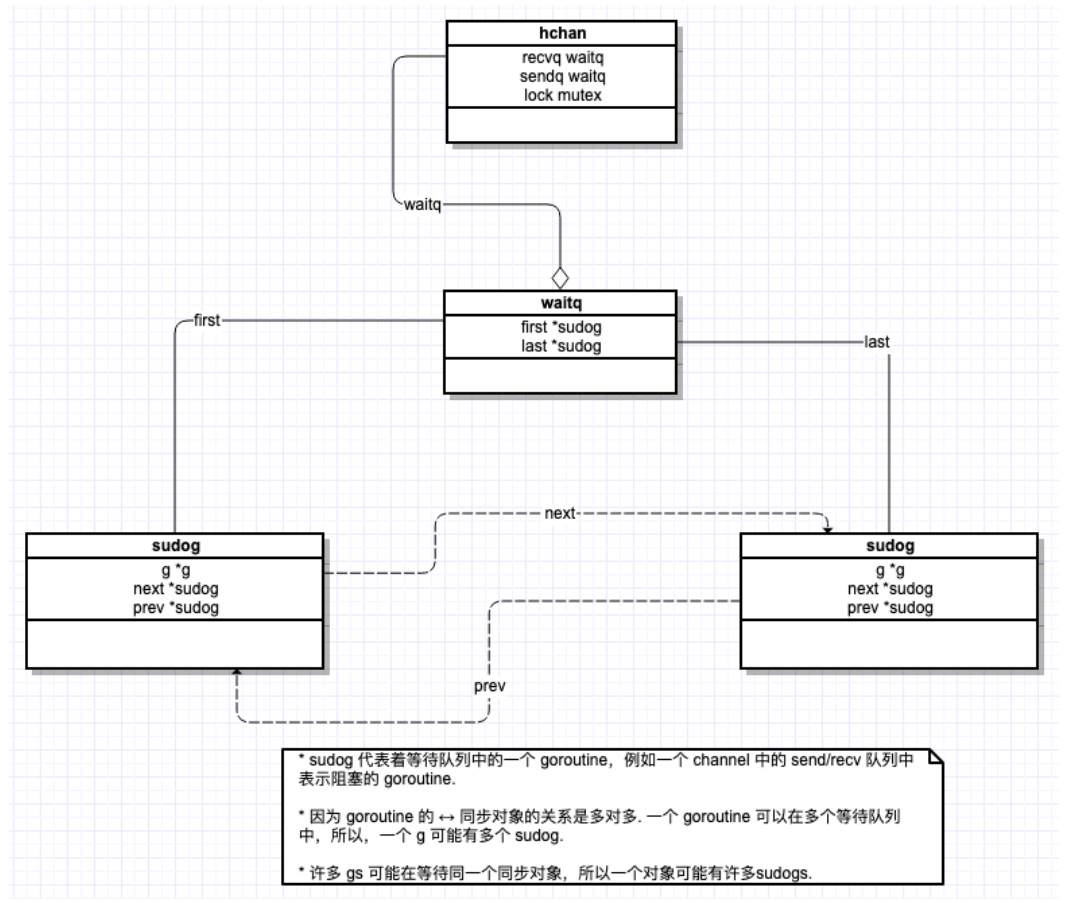 hchan
recvq waitq
sendq waitq
lock mutex
waitq
waitq
first *sudog
last *sudog
first
last
next
sudog
g *g
next *sudog
prev *sudog
sudog
g *g
next *sudog
prev *sudog
prev
* sudog 代表着等待队列中的一个 goroutine，例如一个 channel 中的 send/recv 队列中
表示阻塞的 goroutine.
* 因为 goroutine 的 ↔ 同步对象的关系是多对多. 一个 goroutine 可以在多个等待队列
中，所以，一个 g 可能有多个 sudog.
* 许多 gs 可能在等待同一个同步对象，所以一个对象可能有许多sudogs.